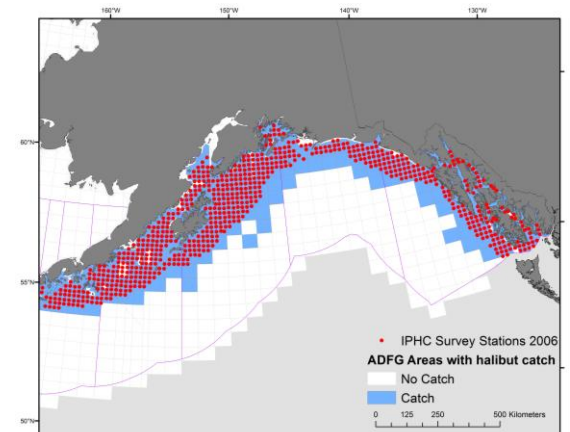 160°W 150°W 140°W 130°W
60°N
55°N
50°N
IPHC Survey Stations 2006
ADFG Areas with halibut catch
No Catch
Catch
0 125 250 500 Kilometers